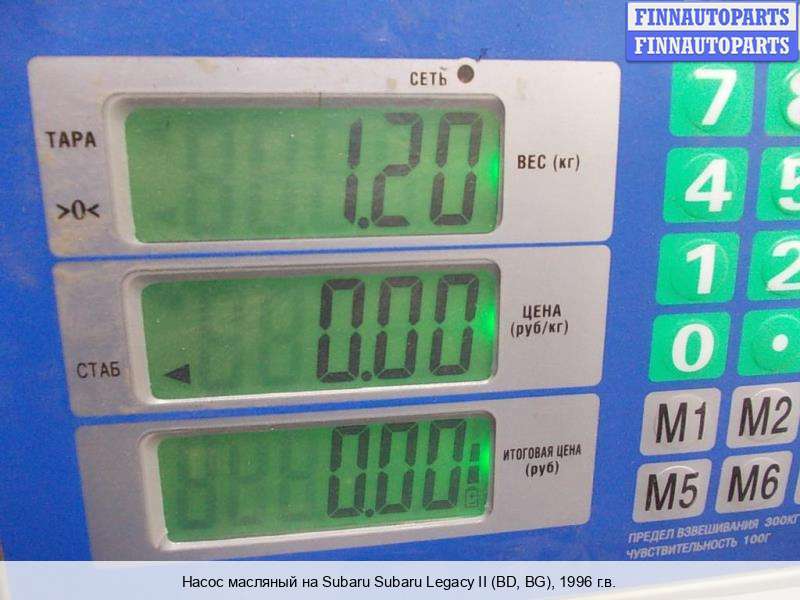 FINNAUTOPARTS
FINNAUTOPARTS
СЕТЬ
ТАРА
>0<
1.20
ВЕС (кг)
7
4
5
1
2
0
.
СТАБ
0.00
ЦЕНА
(руб/кг)
0.00
ИТОГОВАЯ ЦЕНА
(руб)
M1
M2
M5
M6
ПРЕДЕЛ ВЗВЕШИВАНИЯ 300КГ
ЧУВСТВИТЕЛЬНОСТЬ 100Г
Насос масляный на Subaru Subaru Legacy II (BD, BG), 1996 г.в.